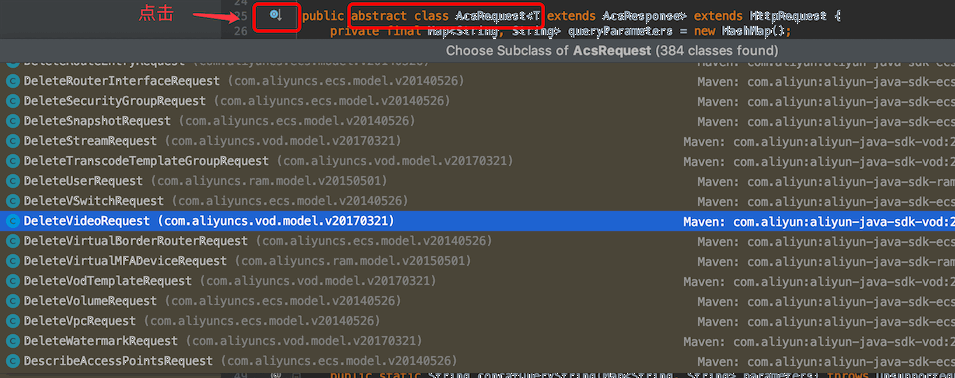 点击
24
25 public abstract class AcsRequest<T extends AcsResponse> extends HttpRequest {
26 private final Map<String, String> queryParameters = new HashMap();
Choose Subclass of AcsRequest (384 classes found)
DeleteRouteEntryRequest (com.aliyuncs.ecs.model.v20140526) Maven: com.aliyun:aliyun-java-sdk-ecs
DeleteRouterInterfaceRequest (com.aliyuncs.ecs.model.v20140526) Maven: com.aliyun:aliyun-java-sdk-ecs
DeleteSecurityGroupRequest (com.aliyuncs.ecs.model.v20140526) Maven: com.aliyun:aliyun-java-sdk-ecs
DeleteSnapshotRequest (com.aliyuncs.ecs.model.v20140526) Maven: com.aliyun:aliyun-java-sdk-ecs
DeleteStreamRequest (com.aliyuncs.vod.model.v20170321) Maven: com.aliyun:aliyun-java-sdk-vod:2
DeleteTranscodeTemplateGroupRequest (com.aliyuncs.vod.model.v20170321) Maven: com.aliyun:aliyun-java-sdk-vod:2
DeleteUserRequest (com.aliyuncs.ram.model.v20150501) Maven: com.aliyun:aliyun-java-sdk-ram
DeleteVSwitchRequest (com.aliyuncs.ecs.model.v20140526) Maven: com.aliyun:aliyun-java-sdk-ecs
DeleteVideoRequest (com.aliyuncs.vod.model.v20170321) Maven: com.aliyun:aliyun-java-sdk-vod:2
DeleteVirtualBorderRouterRequest (com.aliyuncs.ecs.model.v20140526) Maven: com.aliyun:aliyun-java-sdk-ecs
DeleteVirtualMFADeviceRequest (com.aliyuncs.ram.model.v20150501) Maven: com.aliyun:aliyun-java-sdk-ram
DeleteVodTemplateRequest (com.aliyuncs.vod.model.v20170321) Maven: com.aliyun:aliyun-java-sdk-vod:2
DeleteVolumeRequest (com.aliyuncs.ecs.model.v20140526) Maven: com.aliyun:aliyun-java-sdk-ecs
DeleteVpcRequest (com.aliyuncs.ecs.model.v20140526) Maven: com.aliyun:aliyun-java-sdk-ecs
DeleteWatermarkRequest (com.aliyuncs.vod.model.v20170321) Maven: com.aliyun:aliyun-java-sdk-vod:2
DescribeAccessPointsRequest (com.aliyuncs.ecs.model.v20140526) Maven: com.aliyun:aliyun-java-sdk-ecs